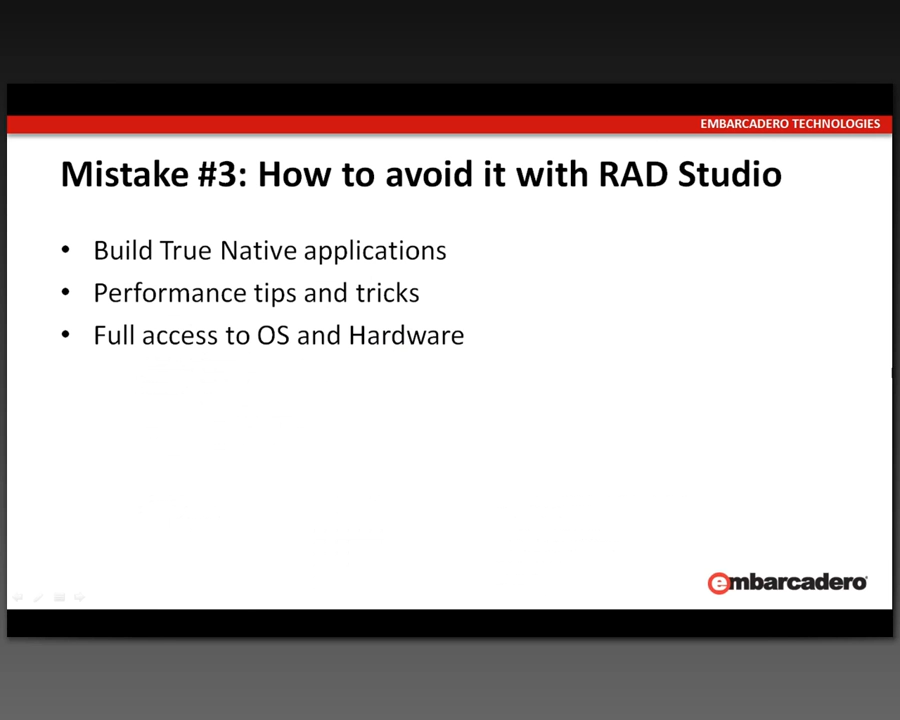 EMBARCADERO TECHNOLOGIES
Mistake #3: How to avoid it with RAD Studio
• Build True Native applications
• Performance tips and tricks
• Full access to OS and Hardware
embarcadero